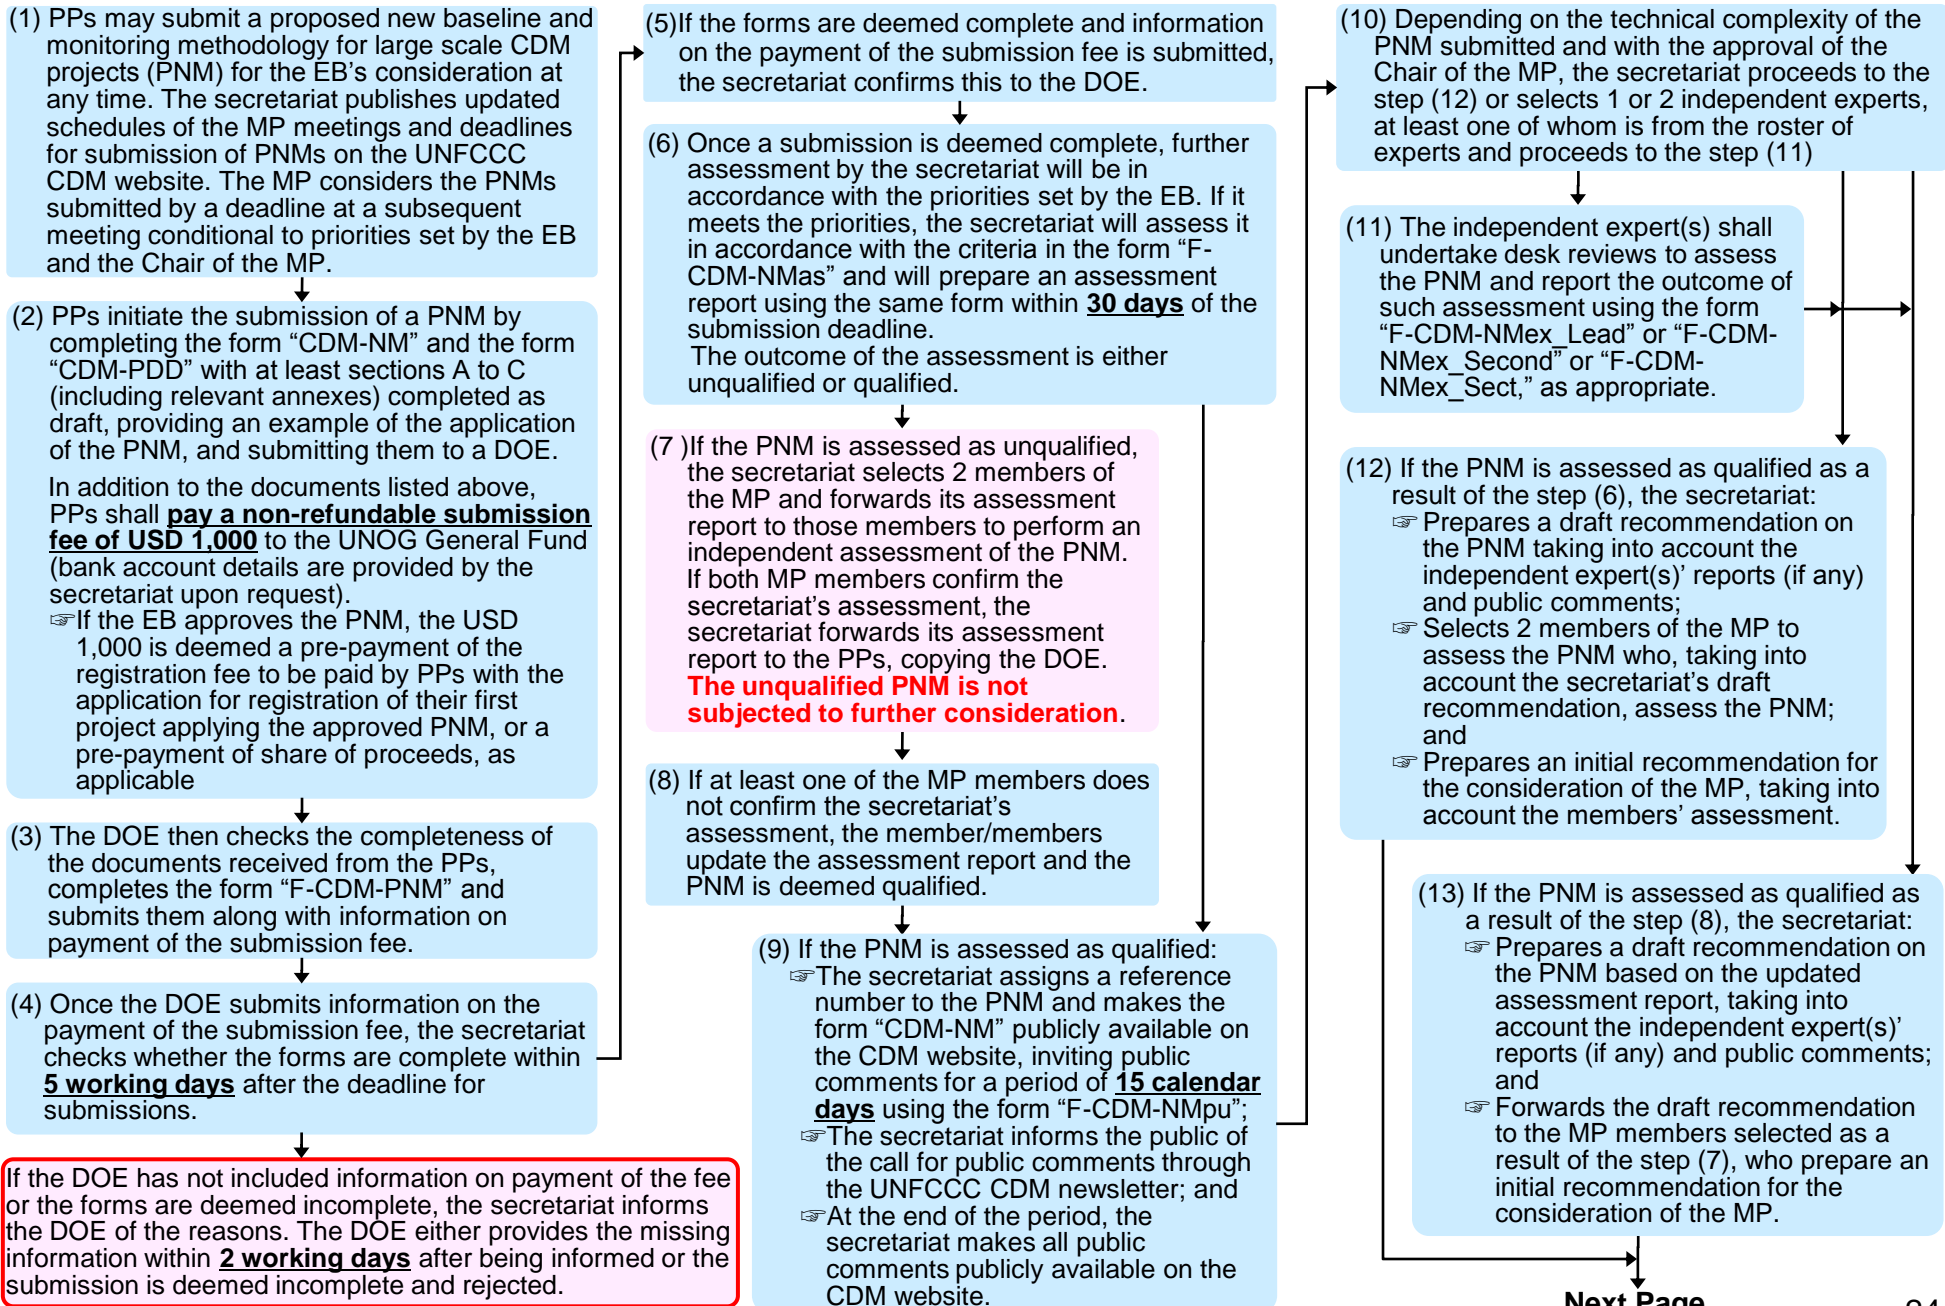 (1) PPs may submit a proposed new baseline and
monitoring methodology for large scale CDM
projects (PNM) for the EB’s consideration at
any time. The secretariat publishes updated
schedules of the MP meetings and deadlines
for submission of PNMs on the UNFCCC
CDM website. The MP considers the PNMs
submitted by a deadline at a subsequent
meeting conditional to priorities set by the EB
and the Chair of the MP.
(2) PPs initiate the submission of a PNM by
completing the form “CDM-NM” and the form
“CDM-PDD” with at least sections A to C
(including relevant annexes) completed as
draft, providing an example of the application
of the PNM, and submitting them to a DOE.
In addition to the documents listed above,
PPs shall pay a non-refundable submission
fee of USD 1,000 to the UNOG General Fund
(bank account details are provided by the
secretariat upon request).
☞If the EB approves the PNM, the USD
1,000 is deemed a pre-payment of the
registration fee to be paid by PPs with the
application for registration of their first
project applying the approved PNM, or a
pre-payment of share of proceeds, as
applicable
(3) The DOE then checks the completeness of
the documents received from the PPs,
completes the form “F-CDM-PNM” and
submits them along with information on
payment of the submission fee.
(4) Once the DOE submits information on the
payment of the submission fee, the secretariat
checks whether the forms are complete within
5 working days after the deadline for
submissions.
If the DOE has not included information on payment of the fee
or the forms are deemed incomplete, the secretariat informs
the DOE of the reasons. The DOE either provides the missing
information within 2 working days after being informed or the
submission is deemed incomplete and rejected.
(5)If the forms are deemed complete and information
on the payment of the submission fee is submitted,
the secretariat confirms this to the DOE.
(6) Once a submission is deemed complete, further
assessment by the secretariat will be in
accordance with the priorities set by the EB. If it
meets the priorities, the secretariat will assess it
in accordance with the criteria in the form “F-
CDM-NMas” and will prepare an assessment
report using the same form within 30 days of the
submission deadline.
The outcome of the assessment is either
unqualified or qualified.
(7 )If the PNM is assessed as unqualified,
the secretariat selects 2 members of
the MP and forwards its assessment
report to those members to perform an
independent assessment of the PNM.
If both MP members confirm the
secretariat’s assessment, the
secretariat forwards its assessment
report to the PPs, copying the DOE.
The unqualified PNM is not
subjected to further consideration.
(8) If at least one of the MP members does
not confirm the secretariat’s
assessment, the member/members
update the assessment report and the
PNM is deemed qualified.
(9) If the PNM is assessed as qualified:
☞The secretariat assigns a reference
number to the PNM and makes the
form “CDM-NM” publicly available on
the CDM website, inviting public
comments for a period of 15 calendar
days using the form “F-CDM-NMpu”;
☞The secretariat informs the public of
the call for public comments through
the UNFCCC CDM newsletter; and
☞At the end of the period, the
secretariat makes all public
comments publicly available on the
CDM website.
(10) Depending on the technical complexity of the
PNM submitted and with the approval of the
Chair of the MP, the secretariat proceeds to the
step (12) or selects 1 or 2 independent experts,
at least one of whom is from the roster of
experts and proceeds to the step (11)
(11) The independent expert(s) shall
undertake desk reviews to assess
the PNM and report the outcome of
such assessment using the form
“F-CDM-NMex_Lead” or “F-CDM-
NMex_Second” or “F-CDM-
NMex_Sect,” as appropriate.
(12) If the PNM is assessed as qualified as a
result of the step (6), the secretariat:
☞Prepares a draft recommendation on
the PNM taking into account the
independent expert(s)’ reports (if any)
and public comments;
☞Selects 2 members of the MP to
assess the PNM who, taking into
account the secretariat’s draft
recommendation, assess the PNM;
and
☞Prepares an initial recommendation for
the consideration of the MP, taking into
account the members’ assessment.
(13) If the PNM is assessed as qualified as
a result of the step (8), the secretariat:
☞Prepares a draft recommendation on
the PNM based on the updated
assessment report, taking into
account the independent expert(s)’
reports (if any) and public comments;
and
☞Forwards the draft recommendation
to the MP members selected as a
result of the step (7), who prepare an
initial recommendation for the
consideration of the MP.
Next Page